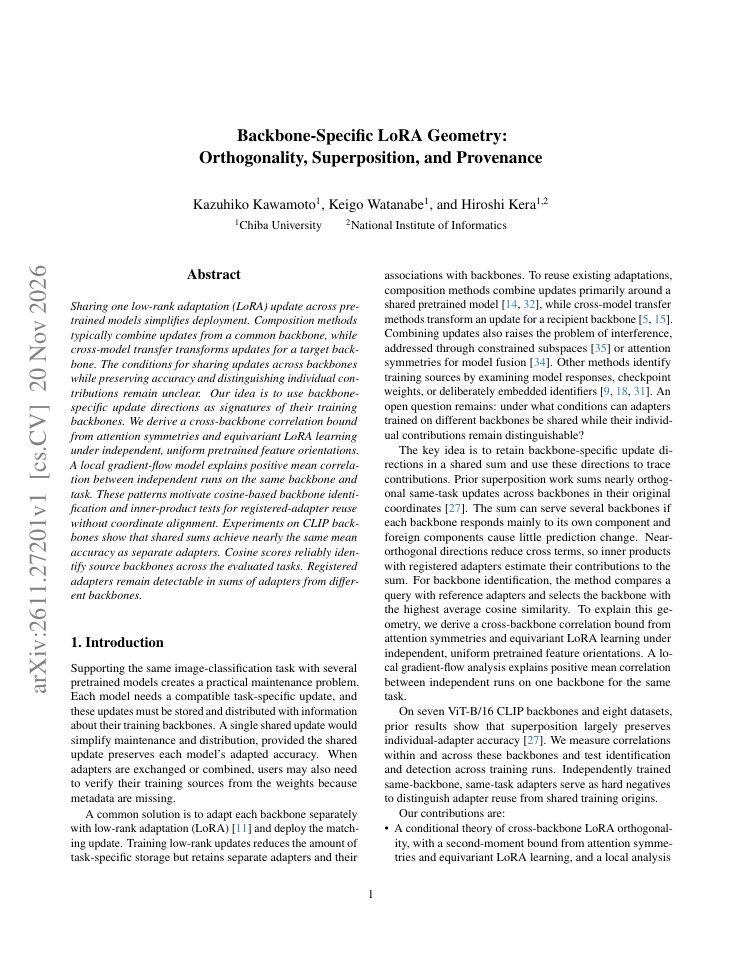 Backbone-Specific LoRA Geometry:
Orthogonality, Superposition, and Provenance
Kazuhiko Kawamoto1, Keigo Watanabe1, and Hiroshi Kera1,2
1Chiba University 2National Institute of Informatics
arXiv:2611.27201v1 [cs.CV] 20 Nov 2026
Abstract
Sharing one low-rank adaptation (LoRA) update across pre-
trained models simplifies deployment. Composition methods
typically combine updates from a common backbone, while
cross-model transfer transforms updates for a target back-
bone. The conditions for sharing updates across backbones
while preserving accuracy and distinguishing individual con-
tributions remain unclear. Our idea is to use backbone-
specific update directions as signatures of their training
backbones. We derive a cross-backbone correlation bound
from attention symmetries and equivariant LoRA learning
under independent, uniform pretrained feature orientations.
A local gradient-flow model explains positive mean correla-
tion between independent runs on the same backbone and
task. These patterns motivate cosine-based backbone identi-
fication and inner-product tests for registered-adapter reuse
without coordinate alignment. Experiments on CLIP back-
bones show that shared sums achieve nearly the same mean
accuracy as separate adapters. Cosine scores reliably iden-
tify source backbones across the evaluated tasks. Registered
adapters remain detectable in sums of adapters from differ-
ent backbones.
1. Introduction
Supporting the same image-classification task with several
pretrained models creates a practical maintenance problem.
Each model needs a compatible task-specific update, and
these updates must be stored and distributed with information
about their training backbones. A single shared update would
simplify maintenance and distribution, provided the shared
update preserves each model's adapted accuracy. When
adapters are exchanged or combined, users may also need
to verify their training sources from the weights because
metadata are missing.
A common solution is to adapt each backbone separately
with low-rank adaptation (LoRA) [11] and deploy the match-
ing update. Training low-rank updates reduces the amount of
task-specific storage but retains separate adapters and their
associations with backbones. To reuse existing adaptations,
composition methods combine updates primarily around a
shared pretrained model [14, 32], while cross-model transfer
methods transform an update for a recipient backbone [5, 15].
Combining updates also raises the problem of interference,
addressed through constrained subspaces [35] or attention
symmetries for model fusion [34]. Other methods identify
training sources by examining model responses, checkpoint
weights, or deliberately embedded identifiers [9, 18, 31]. An
open question remains: under what conditions can adapters
trained on different backbones be shared while their individ-
ual contributions remain distinguishable?
The key idea is to retain backbone-specific update di-
rections in a shared sum and use these directions to trace
contributions. Prior superposition work sums nearly orthog-
onal same-task updates across backbones in their original
coordinates [27]. The sum can serve several backbones if
each backbone responds mainly to its own component and
foreign components cause little prediction change. Near-
orthogonal directions reduce cross terms, so inner products
with registered adapters estimate their contributions to the
sum. For backbone identification, the method compares a
query with reference adapters and selects the backbone with
the highest average cosine similarity. To explain this ge-
ometry, we derive a cross-backbone correlation bound from
attention symmetries and equivariant LoRA learning under
independent, uniform pretrained feature orientations. A lo-
cal gradient-flow analysis explains positive mean correlation
between independent runs on one backbone for the same
task.
On seven ViT-B/16 CLIP backbones and eight datasets,
prior results show that superposition largely preserves
individual-adapter accuracy [27]. We measure correlations
within and across these backbones and test identification
and detection across training runs. Independently trained
same-backbone, same-task adapters serve as hard negatives
to distinguish adapter reuse from shared training origins.
Our contributions are:
• A conditional theory of cross-backbone LoRA orthogonal-
ity, with a second-moment bound from attention symme-
tries and equivariant LoRA learning, and a local analysis
1